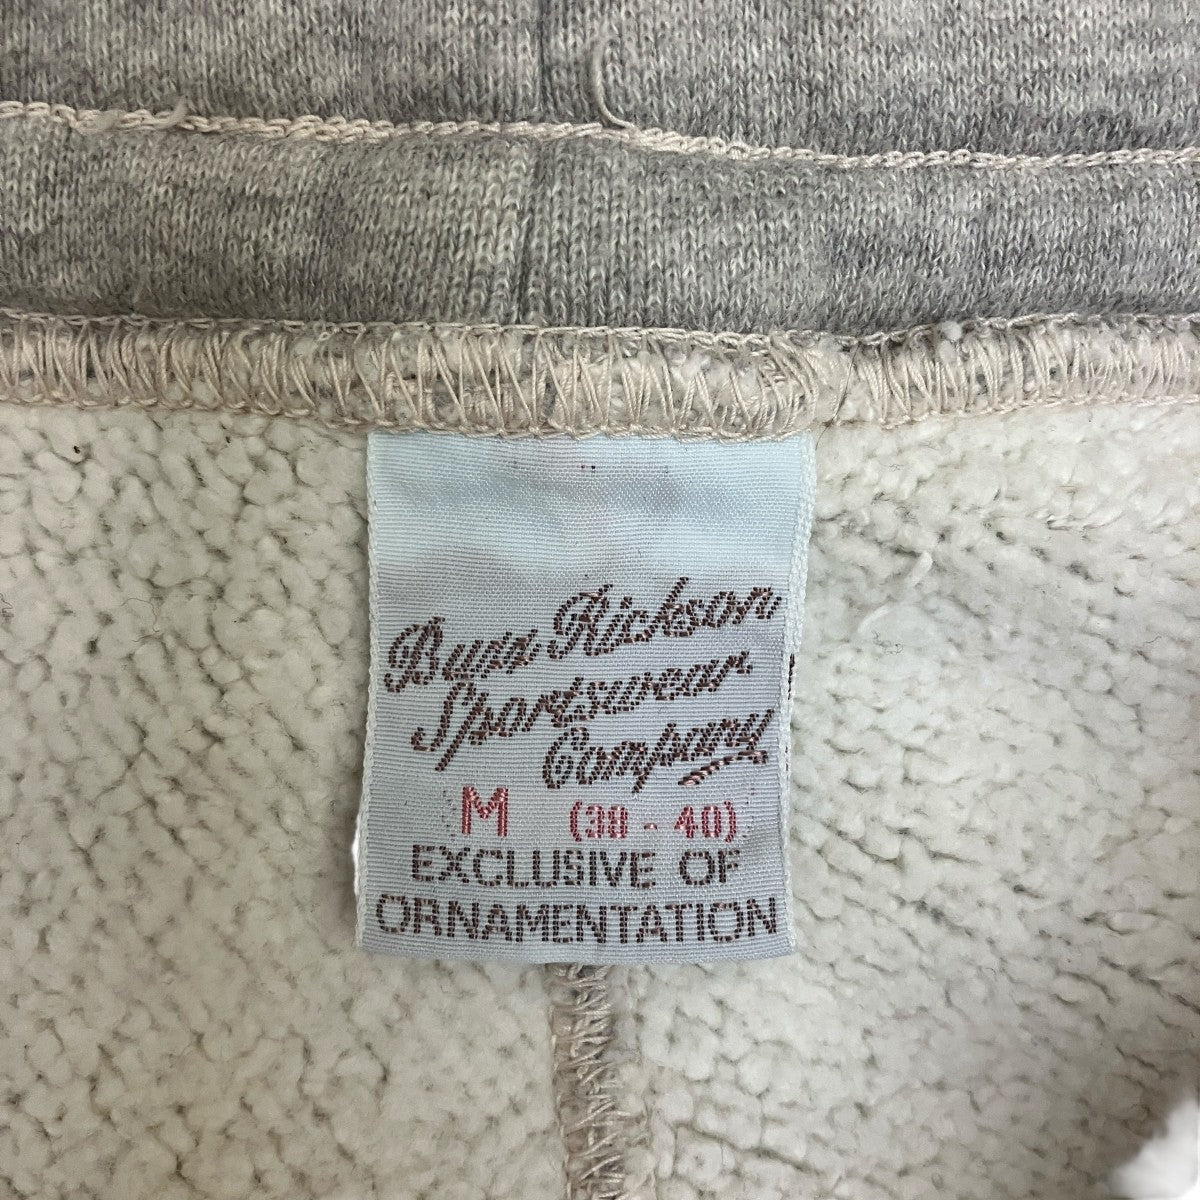 Buzz Rickson
Sportswear
Company
M (38 - 40)
EXCLUSIVE OF
ORNAMENTATION